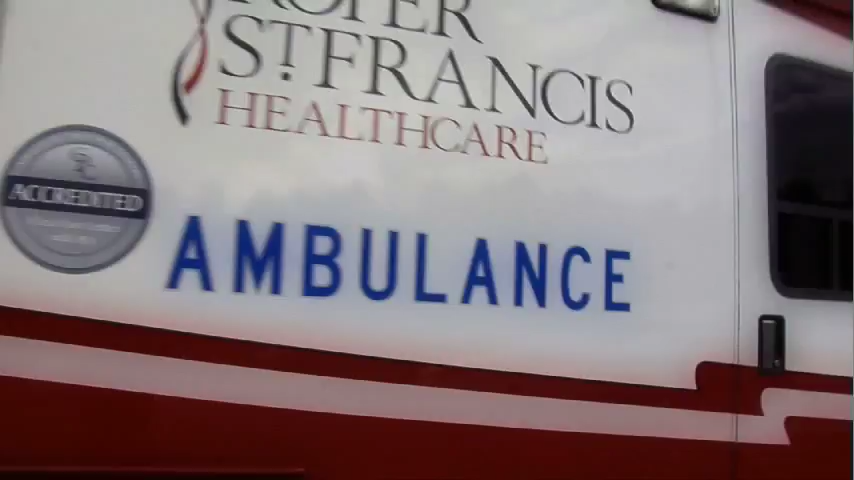 ST. FRANCIS
HEALTHCARE
ACCREDITED
AMBULANCE